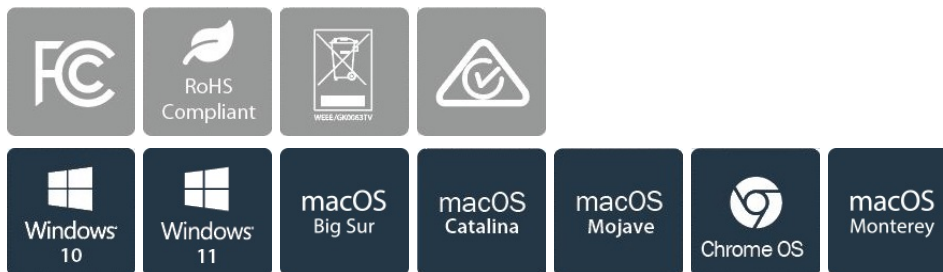 FC
RoHS
Compliant
WEEE/GK0083TV
Windows
10
Windows
11
macOS
Big Sur
macOS
Catalina
macOS
Mojave
Chrome OS
macOS
Monterey